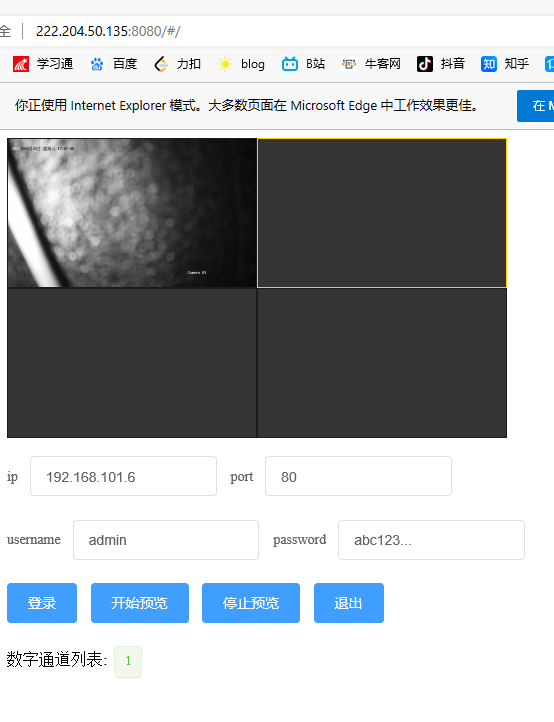 全 222.204.50.135:8080/#/
学习通 百度 力扣 blog B站 牛客网 抖音 知 知乎
你正使用 Internet Explorer 模式。大多数页面在 Microsoft Edge 中工作效果更佳。 在 M
Camera 01
ip 192.168.101.6 port 80
username admin password abc123...
登录 开始预览 停止预览 退出
数字通道列表: 1